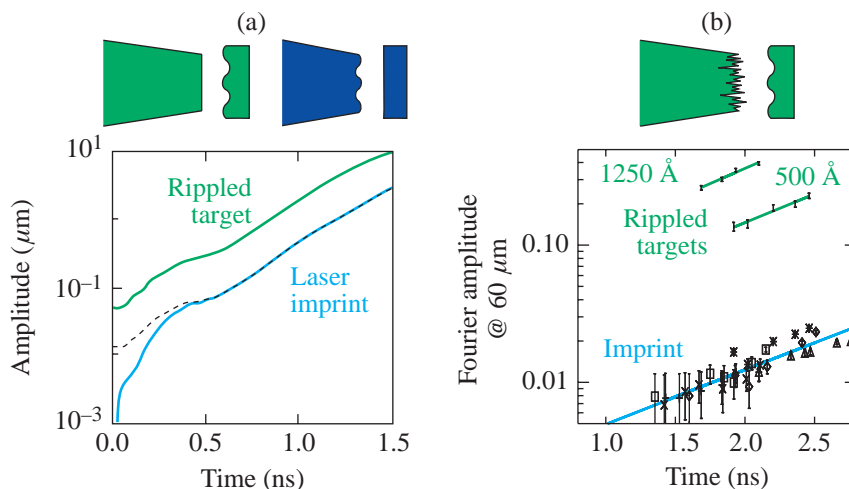 (a)
(b)
Amplitude (μm)
10¹
10⁰
10⁻¹
10⁻³
Rippled
target
Laser
imprint
0.0
0.5
1.0
1.5
Time (ns)
Fourier amplitude
@ 60 μm
0.10
0.01
1250 Å
500 Å
Rippled
targets
Imprint
1.0
1.5
2.0
2.5
Time (ns)